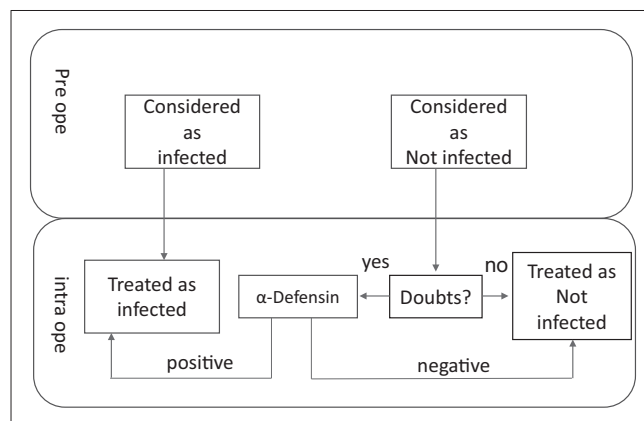 Pre ope
Considered
as
infected
Considered
as
Not infected
intra ope
Treated as
infected
α-Defensin
yes
Doubts?
no
Treated as
Not
infected
positive
negative